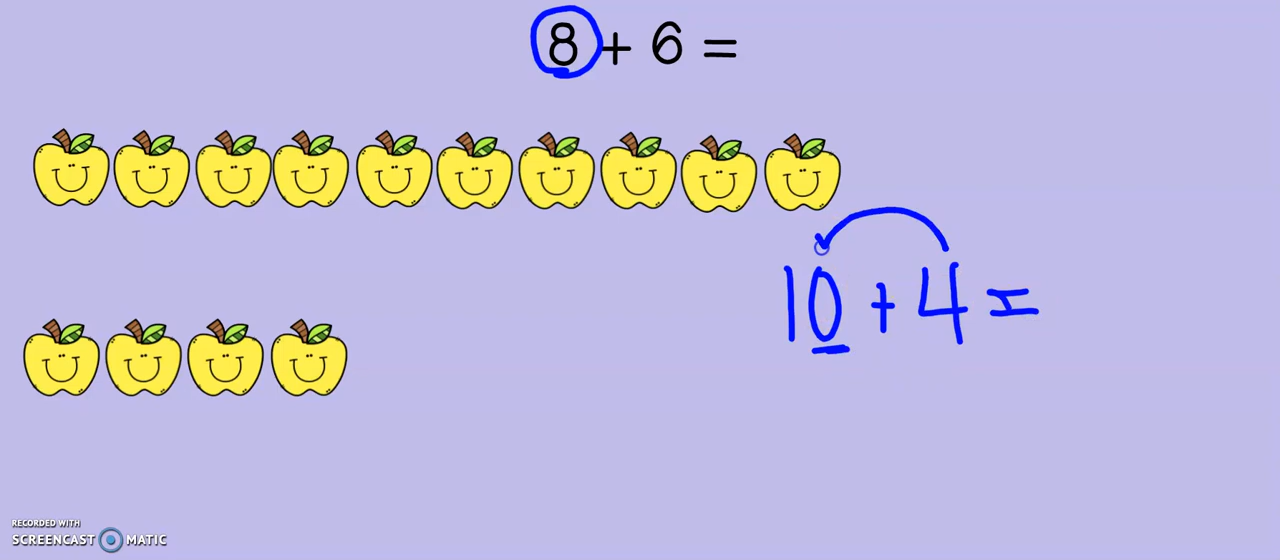 8 + 6 =
10 + 4 =
RECORDED WITH
SCREENCAST MATIC